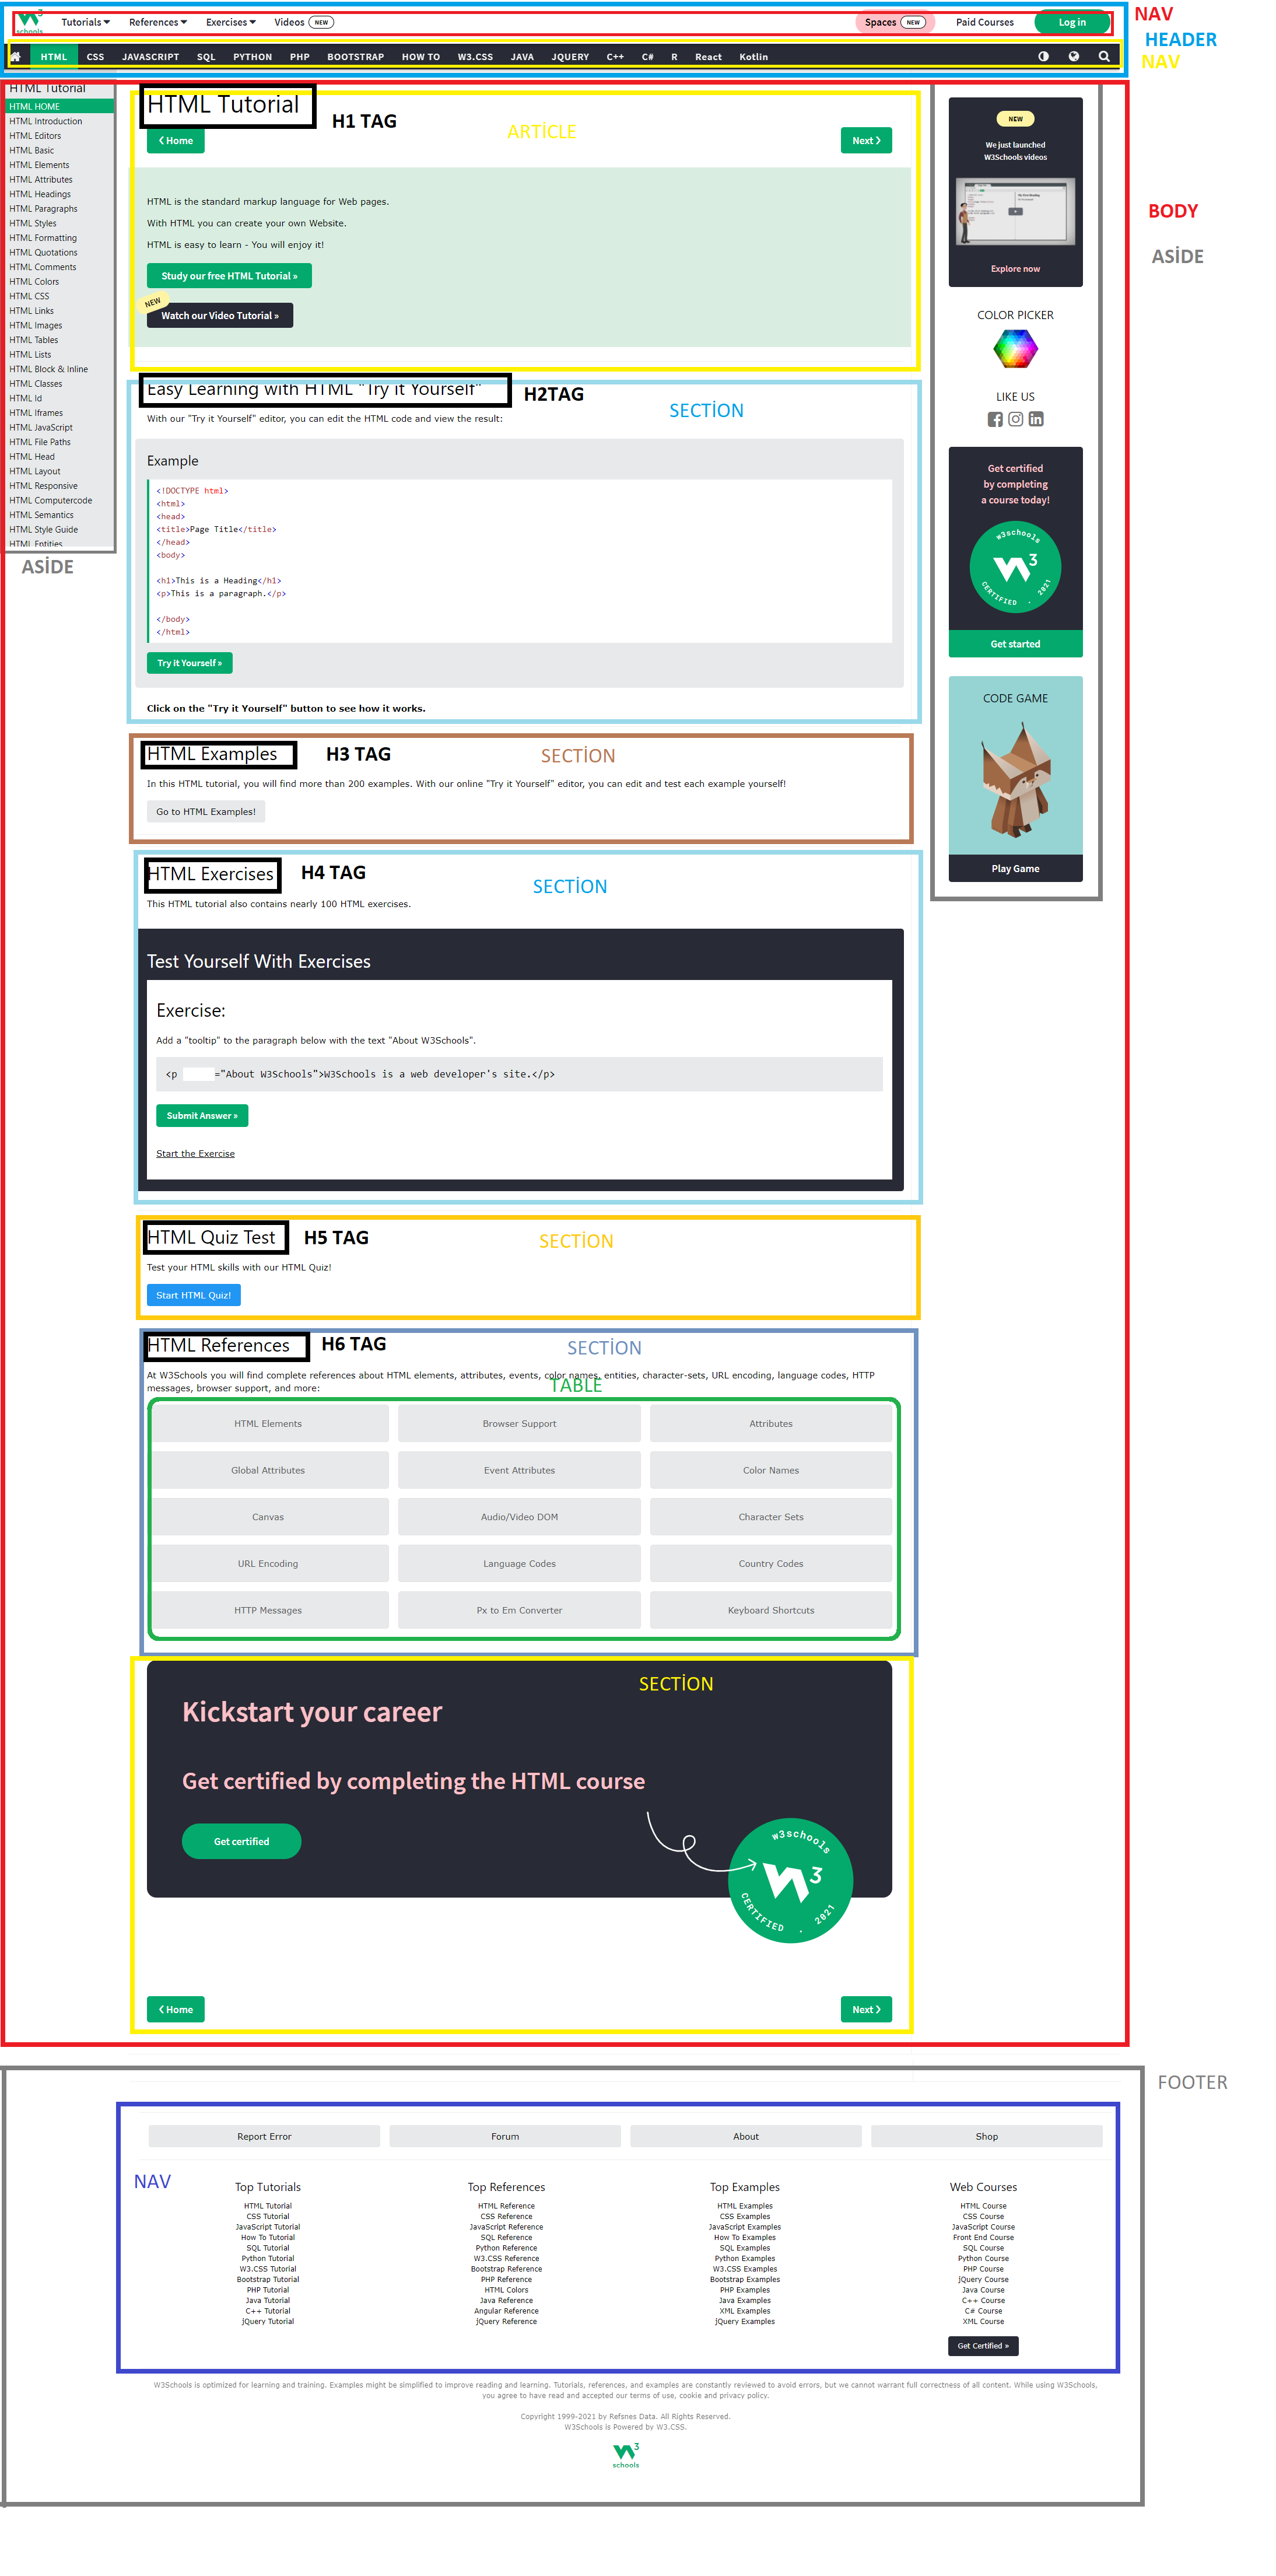 3
schools
Tutorials References Exercises Videos NEW
Spaces NEW Paid Courses Log in
NAV
HEADER
HTML CSS JAVASCRIPT SQL PYTHON PHP BOOTSTRAP HOW TO W3.CSS JAVA JQUERY C++ C# R React Kotlin
NAV
HTML Tutorial
HTML HOME
HTML Introduction
HTML Editors
HTML Basic
HTML Elements
HTML Attributes
HTML Headings
HTML Paragraphs
HTML Styles
HTML Formatting
HTML Quotations
HTML Comments
HTML Colors
HTML CSS
HTML Links
HTML Images
HTML Tables
HTML Lists
HTML Block & Inline
HTML Classes
HTML Id
HTML Iframes
HTML JavaScript
HTML File Paths
HTML Head
HTML Layout
HTML Responsive
HTML Computercode
HTML Semantics
HTML Style Guide
HTML Entities
ASİDE
HTML Tutorial
H1 TAG
ARTİCLE
❮ Home
Next ❯
HTML is the standard markup language for Web pages.
With HTML you can create your own Website.
HTML is easy to learn - You will enjoy it!
Study our free HTML Tutorial »
NEW
Watch our Video Tutorial »
Easy Learning with HTML "Try it Yourself"
H2TAG
SECTİON
With our "Try it Yourself" editor, you can edit the HTML code and view the result:
Example
<!DOCTYPE html>
<html>
<head>
<title>Page Title</title>
</head>
<body>
<h1>This is a Heading</h1>
<p>This is a paragraph.</p>
</body>
</html>
Try it Yourself »
Click on the "Try it Yourself" button to see how it works.
HTML Examples
H3 TAG
SECTİON
In this HTML tutorial, you will find more than 200 examples. With our online "Try it Yourself" editor, you can edit and test each example yourself!
Go to HTML Examples!
HTML Exercises
H4 TAG
SECTİON
This HTML tutorial also contains nearly 100 HTML exercises.
Test Yourself With Exercises
Exercise:
Add a "tooltip" to the paragraph below with the text "About W3Schools".
<p ="About W3Schools">W3Schools is a web developer's site.</p>
Submit Answer »
Start the Exercise
HTML Quiz Test
H5 TAG
SECTİON
Test your HTML skills with our HTML Quiz!
Start HTML Quiz!
HTML References
H6 TAG
SECTİON
At W3Schools you will find complete references about HTML elements, attributes, events, color names, entities, character-sets, URL encoding, language codes, HTTP
messages, browser support, and more:
TABLE
HTML Elements Browser Support Attributes
Global Attributes Event Attributes Color Names
Canvas Audio/Video DOM Character Sets
URL Encoding Language Codes Country Codes
HTTP Messages Px to Em Converter Keyboard Shortcuts
SECTİON
Kickstart your career
Get certified by completing the HTML course
Get certified
w3schools
3
CERTIFIED . 2021
❮ Home
Next ❯
NEW
We just launched
W3Schools videos
Explore now
COLOR PICKER
LIKE US
Get certified
by completing
a course today!
w3schools
3
CERTIFIED . 2021
Get started
CODE GAME
Play Game
BODY
ASİDE
FOOTER
Report Error Forum About Shop
NAV
Top Tutorials
HTML Tutorial
CSS Tutorial
JavaScript Tutorial
How To Tutorial
SQL Tutorial
Python Tutorial
W3.CSS Tutorial
Bootstrap Tutorial
PHP Tutorial
Java Tutorial
C++ Tutorial
jQuery Tutorial
Top References
HTML Reference
CSS Reference
JavaScript Reference
SQL Reference
Python Reference
W3.CSS Reference
Bootstrap Reference
PHP Reference
HTML Colors
Java Reference
Angular Reference
jQuery Reference
Top Examples
HTML Examples
CSS Examples
JavaScript Examples
How To Examples
SQL Examples
Python Examples
W3.CSS Examples
Bootstrap Examples
PHP Examples
Java Examples
XML Examples
jQuery Examples
Web Courses
HTML Course
CSS Course
JavaScript Course
Front End Course
SQL Course
Python Course
PHP Course
jQuery Course
Java Course
C++ Course
C# Course
XML Course
Get Certified »
W3Schools is optimized for learning and training. Examples might be simplified to improve reading and learning. Tutorials, references, and examples are constantly reviewed to avoid errors, but we cannot warrant full correctness of all content. While using W3Schools,
you agree to have read and accepted our terms of use, cookie and privacy policy.
Copyright 1999-2021 by Refsnes Data. All Rights Reserved.
W3Schools is Powered by W3.CSS.
3
schools